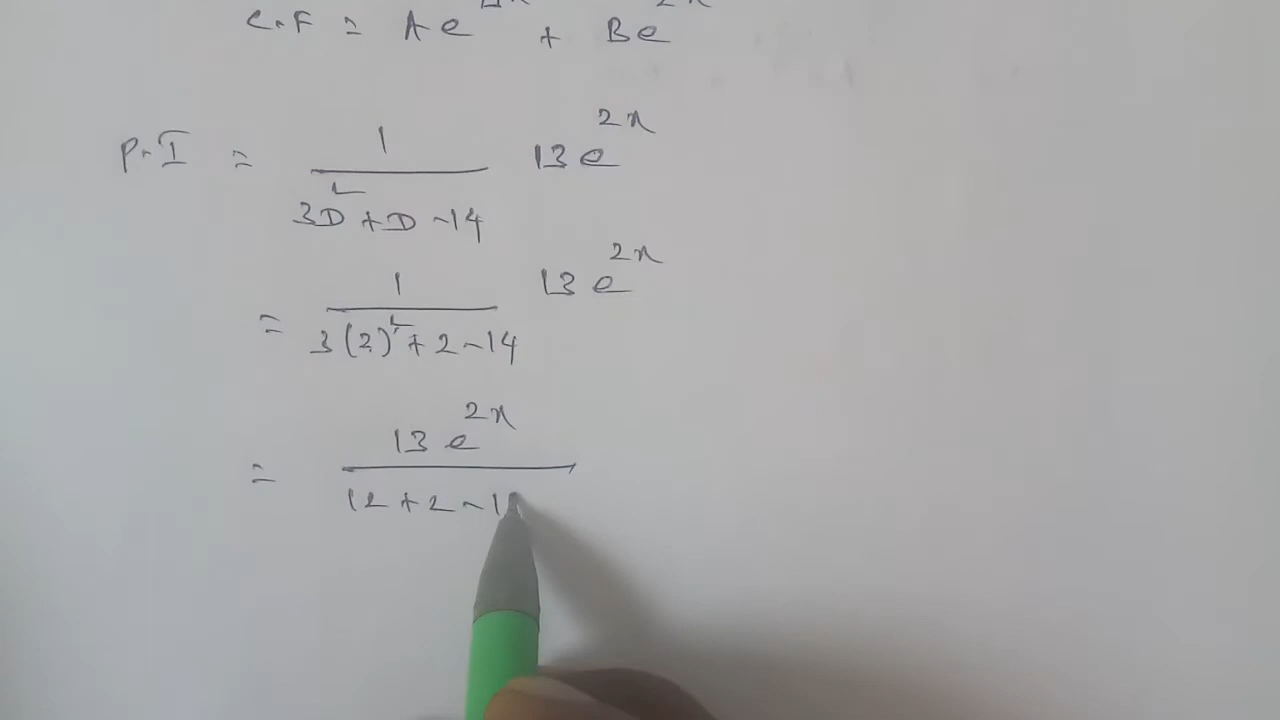 C.F = Ae + Be
P.I = 1 / (3D² + D - 14) 13e^{2x}
= 1 / (3(2)² + 2 - 14) 13e^{2x}
= 13e^{2x} / (12 + 2 - 1